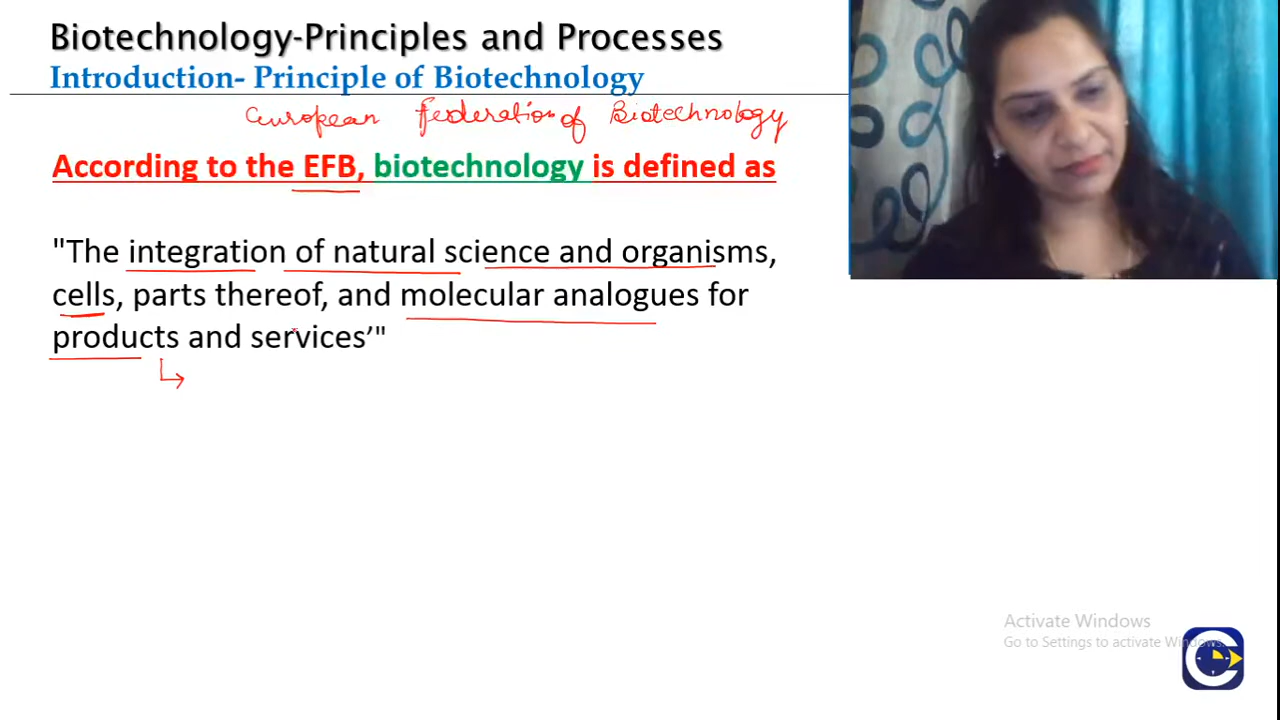 Biotechnology-Principles and Processes
Introduction- Principle of Biotechnology
European Federation of Biotechnology
According to the EFB, biotechnology is defined as
"The integration of natural science and organisms,
cells, parts thereof, and molecular analogues for
products and services’"
Activate Windows
Go to Settings to activate Windows.